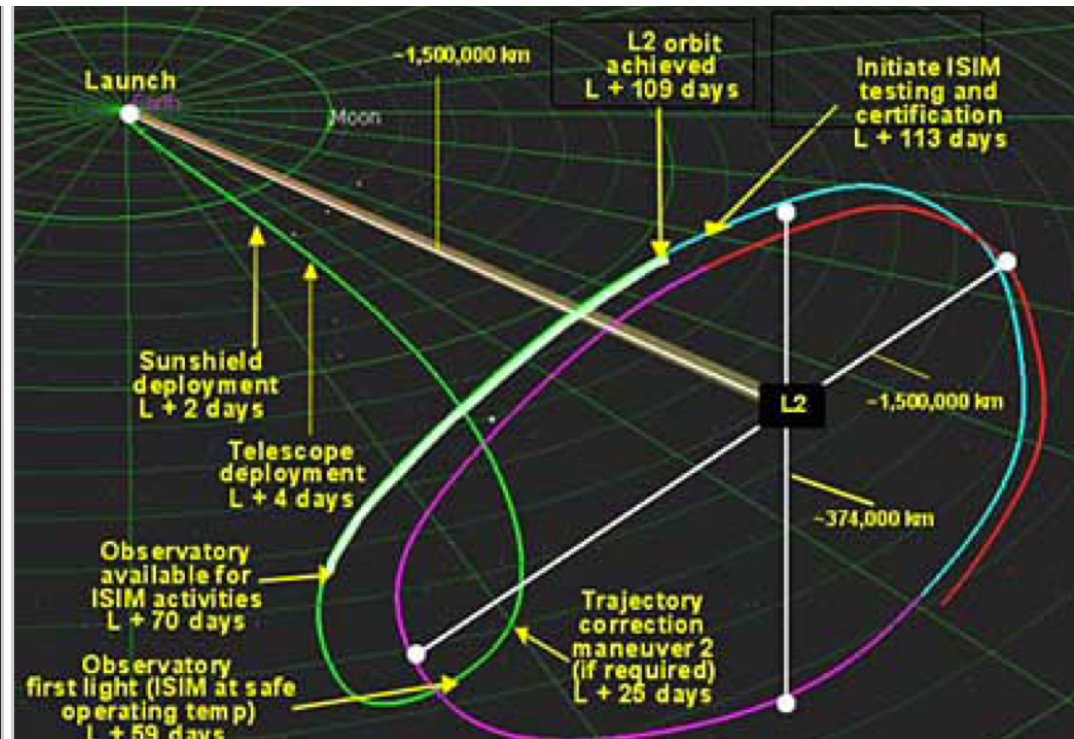 Launch
Earth
Moon
~1,500,000 km
L2 orbit
achieved
L + 109 days
Initiate ISIM
testing and
certification
L + 113 days
Sunshield
deployment
L + 2 days
Telescope
deployment
L + 4 days
L2
~1,500,000 km
~374,000 km
Observatory
available for
ISIM activities
L + 70 days
Trajectory
correction
maneuver 2
(if required)
L + 25 days
Observatory
first light (ISIM at safe
operating temp)
L + 59 days